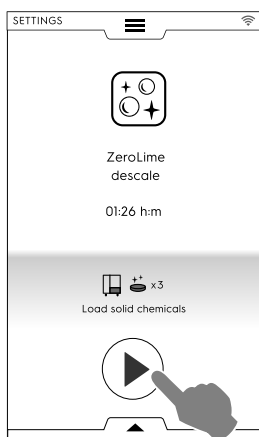 SETTINGS
ZeroLime
descale
01:26 h:m
x3
Load solid chemicals